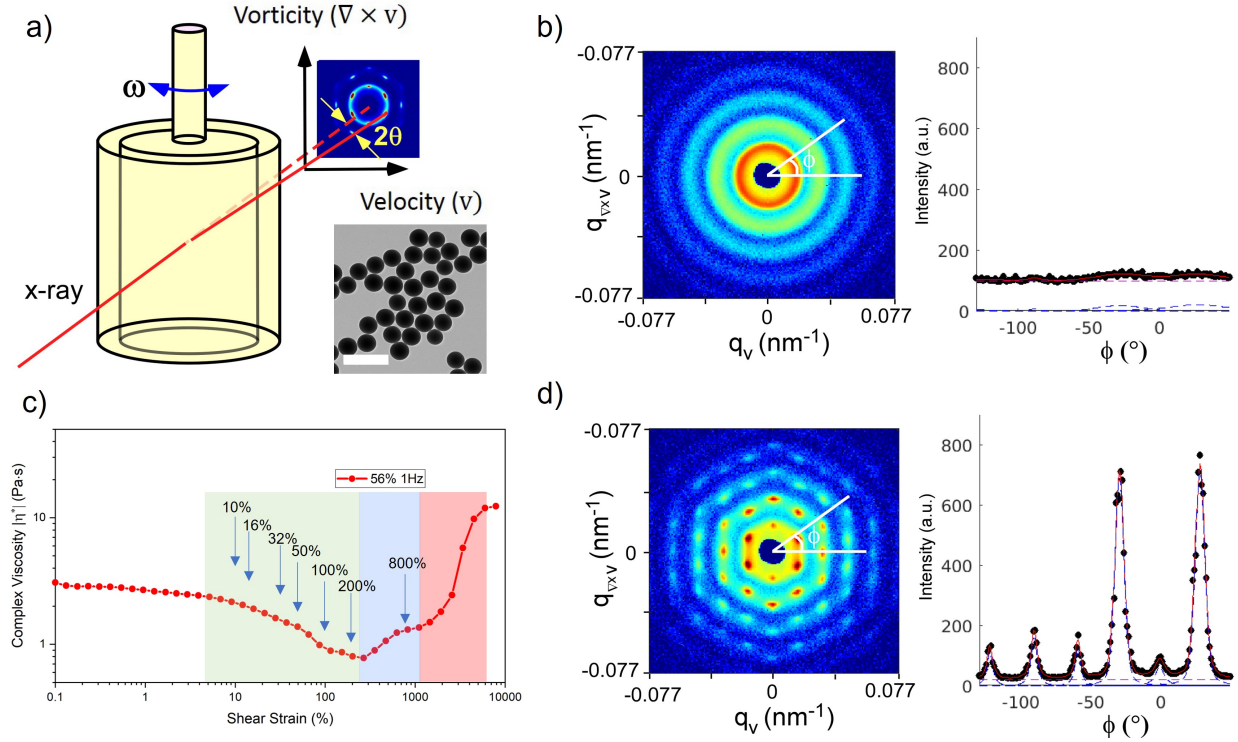 a)
Vorticity (∇ × v)
ω
2θ
Velocity (v)
x-ray
b)
-0.077
0
-0.077
q∇x v (nm-1)
ϕ
-0.077
0
0.077
qv (nm-1)
800
600
400
200
0
Intensity (a.u.)
-100
-50
0
ϕ (°)
c)
56% 1Hz
10%
16%
32%
50%
100%
200%
800%
10
1
Complex Viscosity |η*| (Pa·s)
0.1
1
10
100
1000
10000
Shear Strain (%)
d)
-0.077
0
-0.077
q∇x v (nm-1)
ϕ
-0.077
0
0.077
qv (nm-1)
800
600
400
200
0
Intensity (a.u.)
-100
-50
0
ϕ (°)